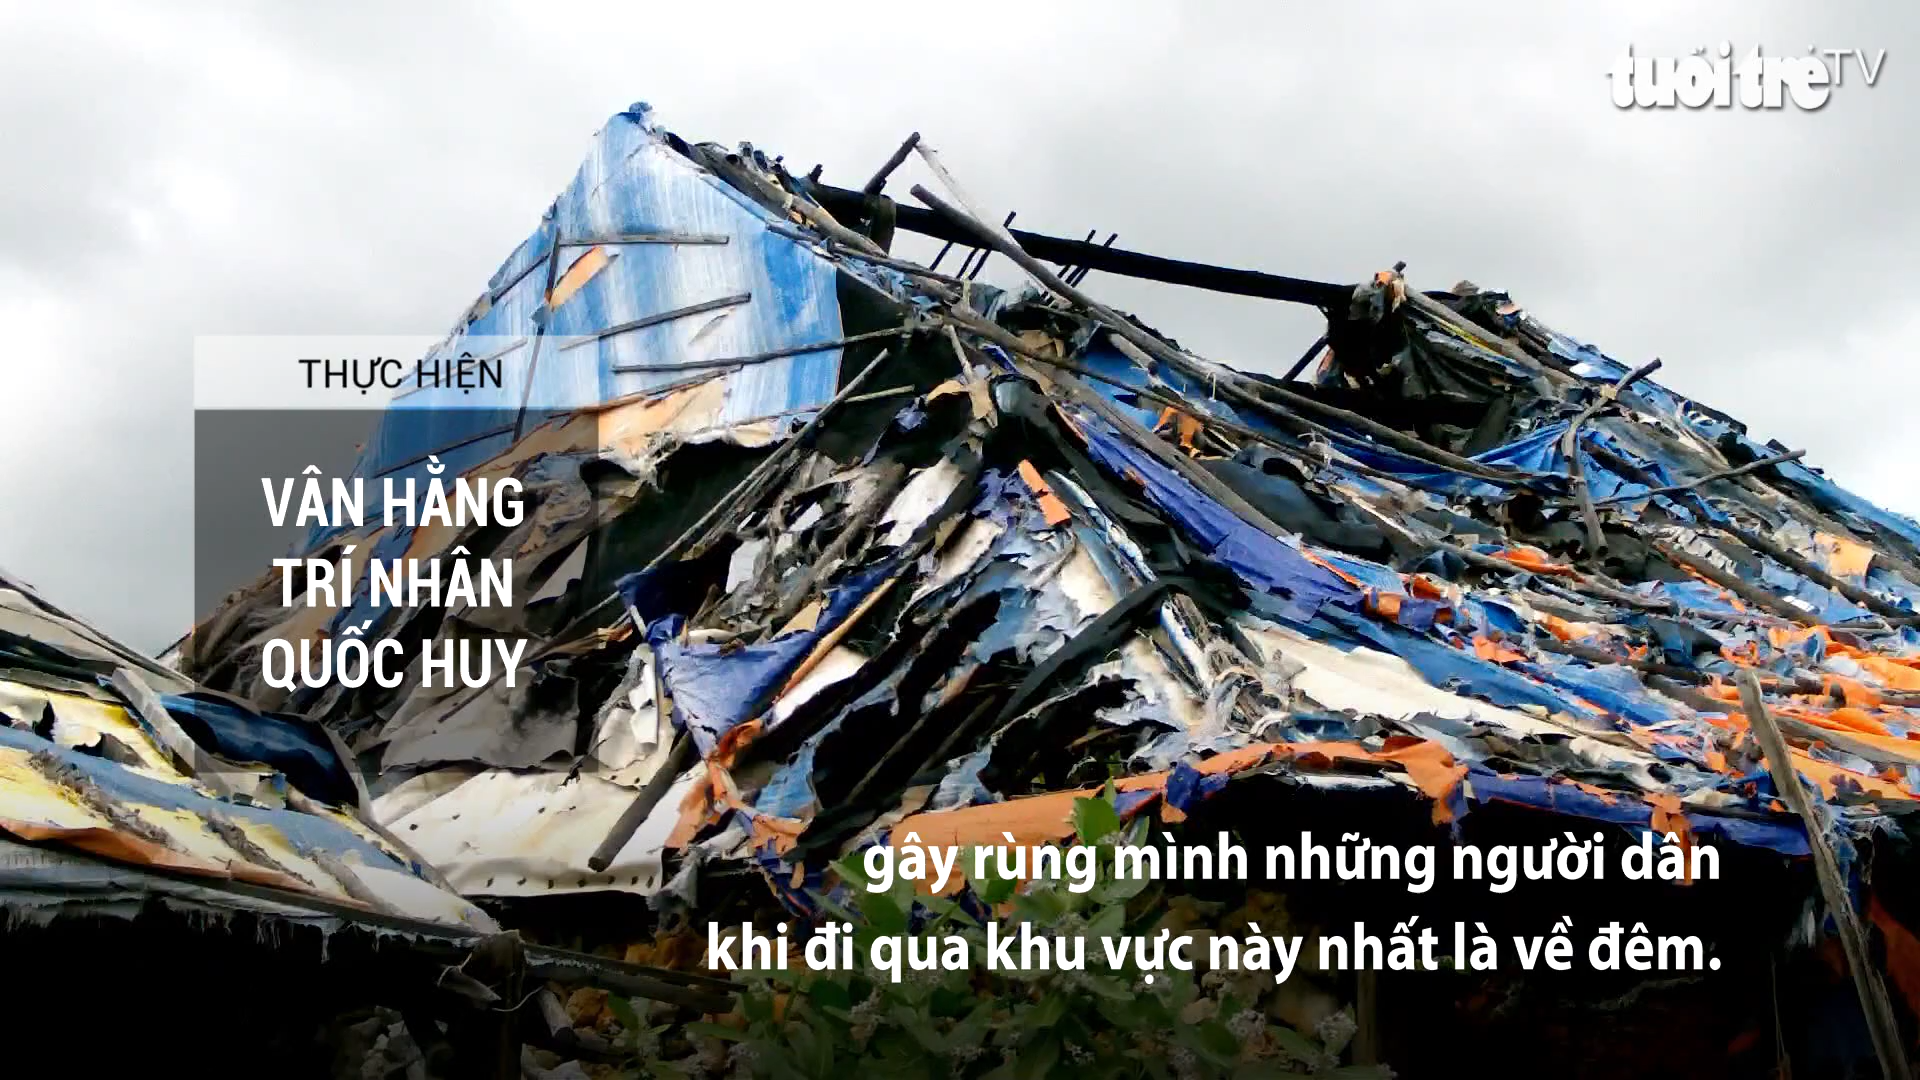 tuổi trẻ TV
THỰC HIỆN
VÂN HẰNG
TRÍ NHÂN
QUỐC HUY
gây rùng mình những người dân
khi đi qua khu vực này nhất là về đêm.